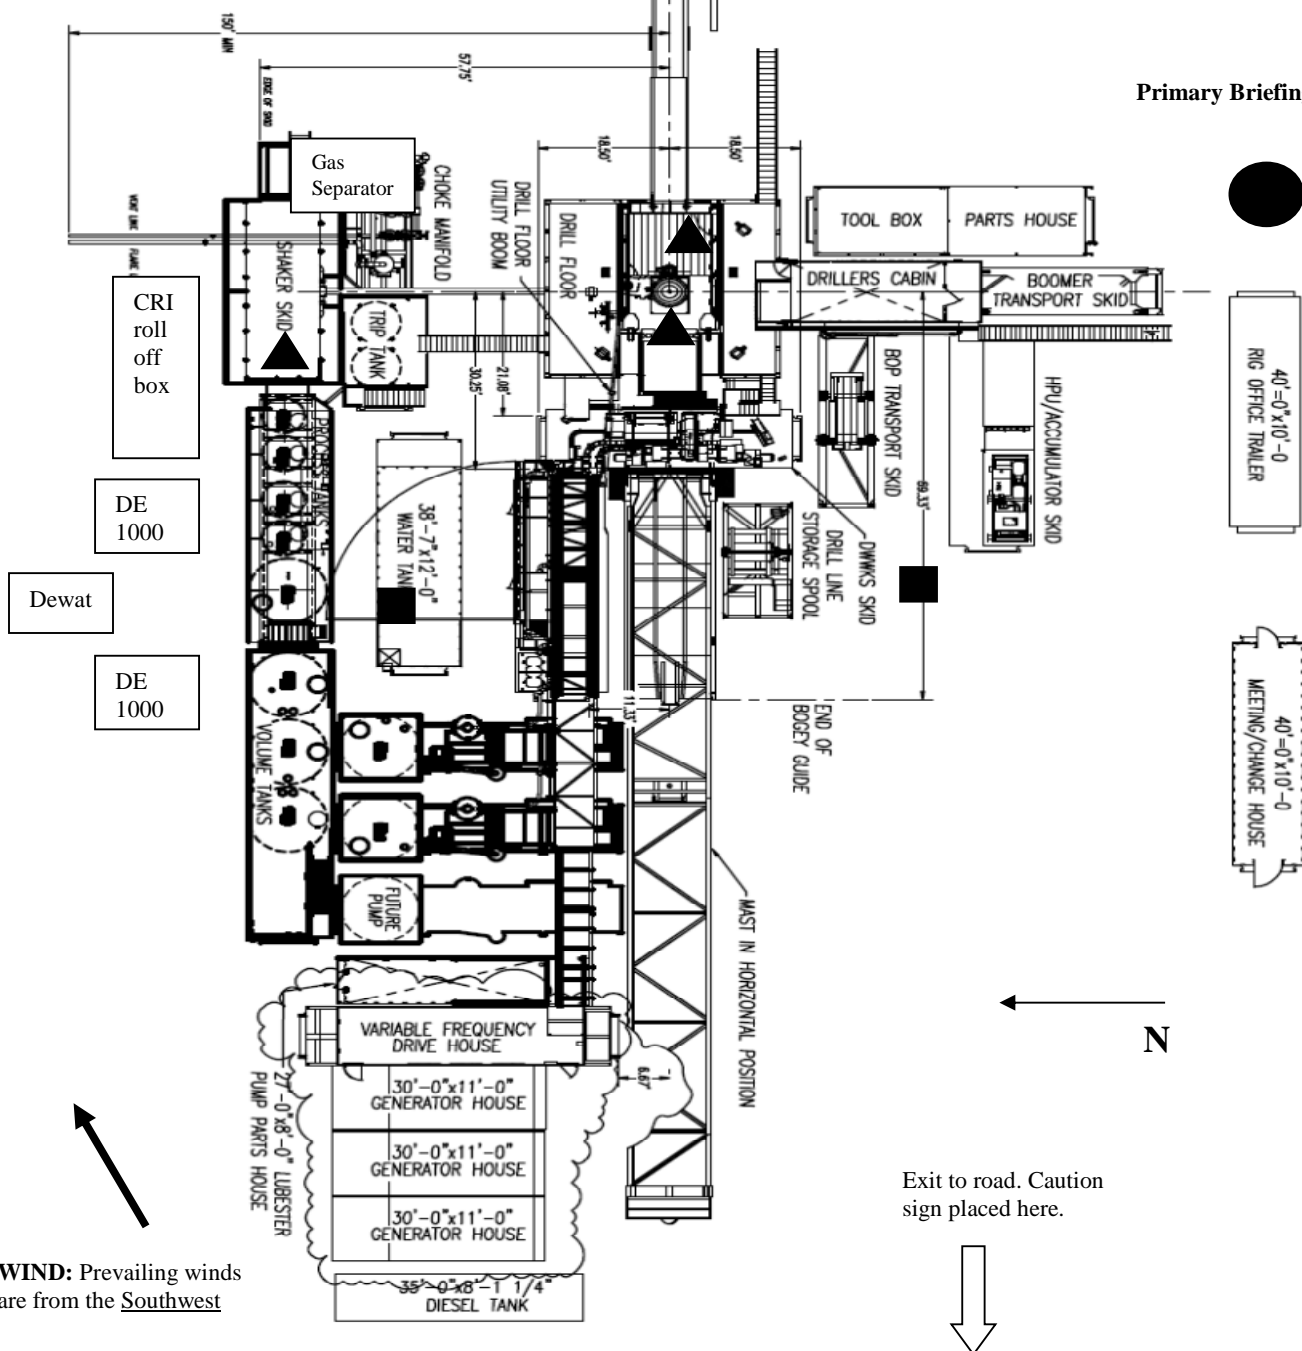 150' MIN
57.75'
EDGE OF SKID
Primary Briefin
18.50'
18.50'
Gas
Separator
CHOKE MANIFOLD
DRILL FLOOR
UTILITY BOOM
DRILL FLOOR
TOOL BOX
PARTS HOUSE
VENT LINE
FLARE
SHAKER SKID
DRILLERS CABIN
BOOMER
TRANSPORT SKID
CRI
roll
off
box
TRIP TANK
30.25'
21.08'
BOP TRANSPORT SKID
HPU/ACCUMULATOR SKID
40'=0"x10'-0
RIG OFFICE TRAILER
PROCESS TANKS
DE
1000
38'-7"x12'-0"
WATER TANK
69.33'
DWWKS SKID
DRILL LINE
STORAGE SPOOL
Dewat
DE
1000
40'=0"x10'-0
MEETING/CHANGE HOUSE
11.33'
END OF
BOGEY GUIDE
VOLUME TANKS
FUTURE
PUMP
MAST IN HORIZONTAL POSITION
N
VARIABLE FREQUENCY
DRIVE HOUSE
6.67'
27'-0"x8'-0" LUBESTER
PUMP PARTS HOUSE
30'-0"x11'-0"
GENERATOR HOUSE
30'-0"x11'-0"
GENERATOR HOUSE
30'-0"x11'-0"
GENERATOR HOUSE
Exit to road. Caution
sign placed here.
WIND: Prevailing winds
are from the Southwest
35'-0"x8'-1 1/4"
DIESEL TANK